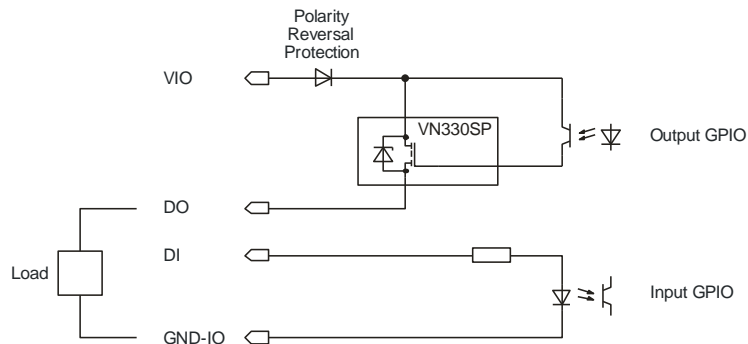 Polarity
Reversal
Protection
VIO
VN330SP
Output GPIO
DO
DI
Load
Input GPIO
GND-IO